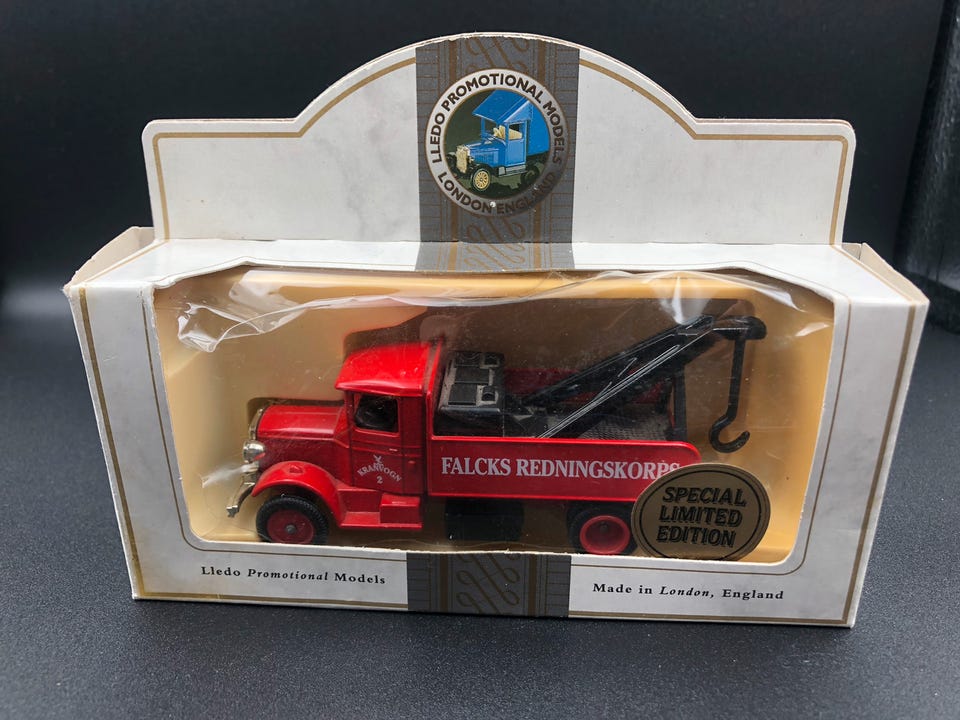 LLEDO PROMOTIONAL MODELS
LONDON ENGLAND
KRANVOGN
2
FALCKS REDNINGSKORPS
SPECIAL
LIMITED
EDITION
Lledo Promotional Models
Made in London, England